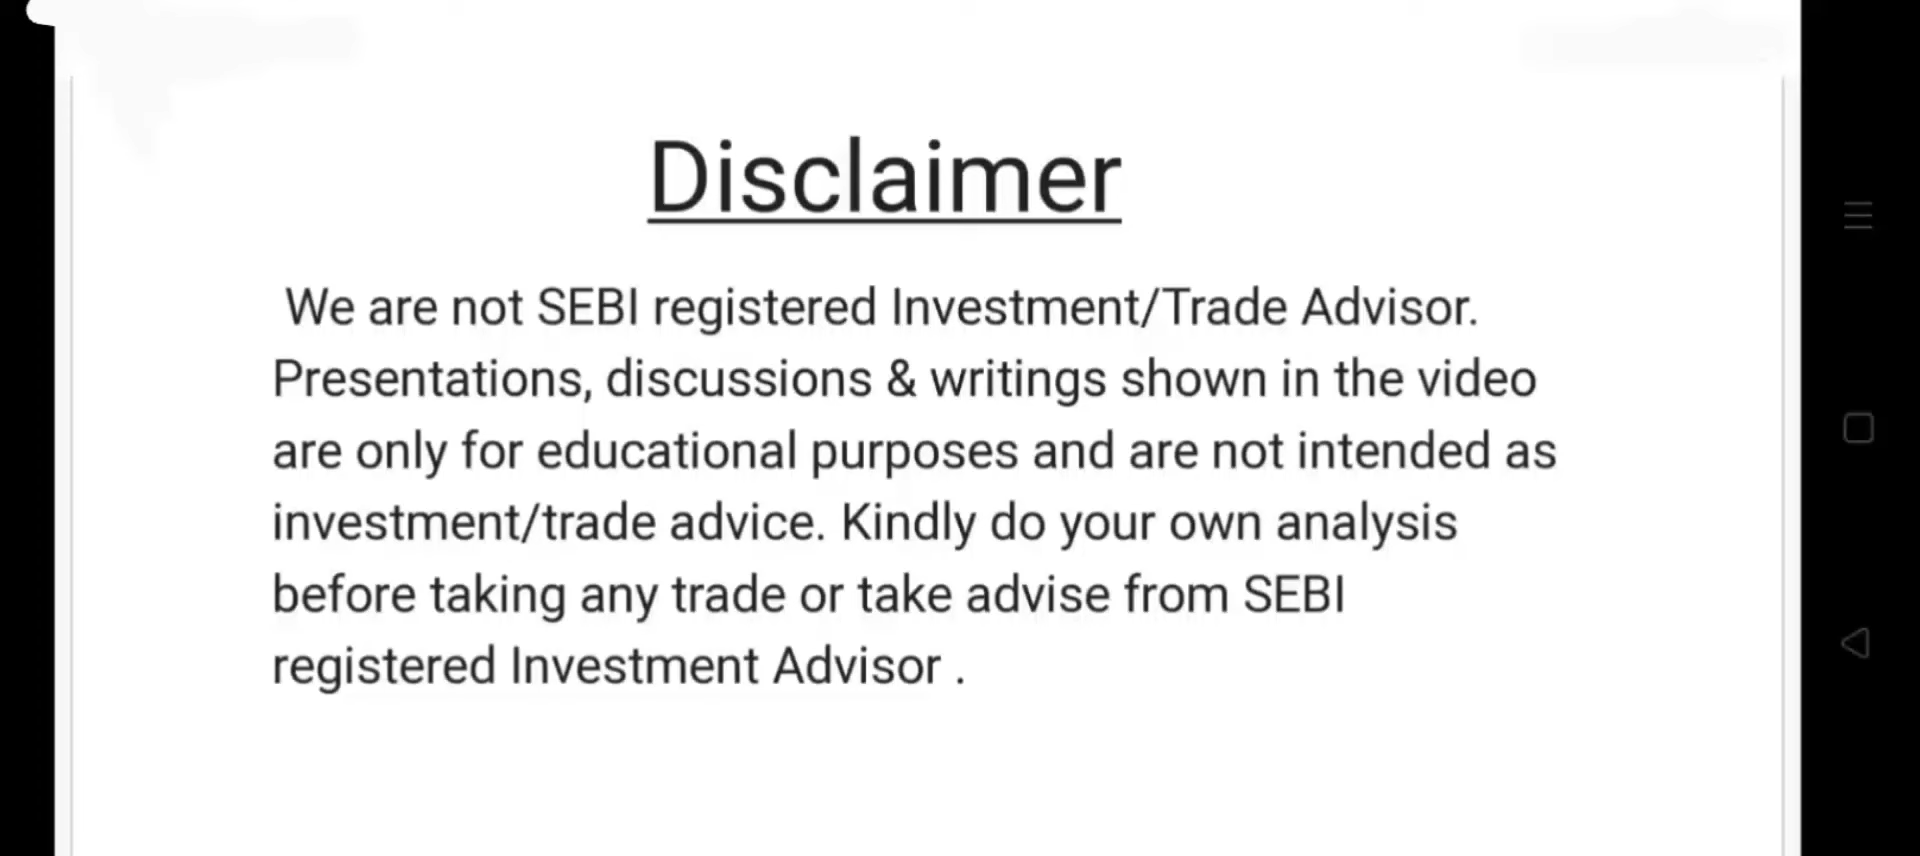 Disclaimer
We are not SEBI registered Investment/Trade Advisor.
Presentations, discussions & writings shown in the video
are only for educational purposes and are not intended as
investment/trade advice. Kindly do your own analysis
before taking any trade or take advise from SEBI
registered Investment Advisor .